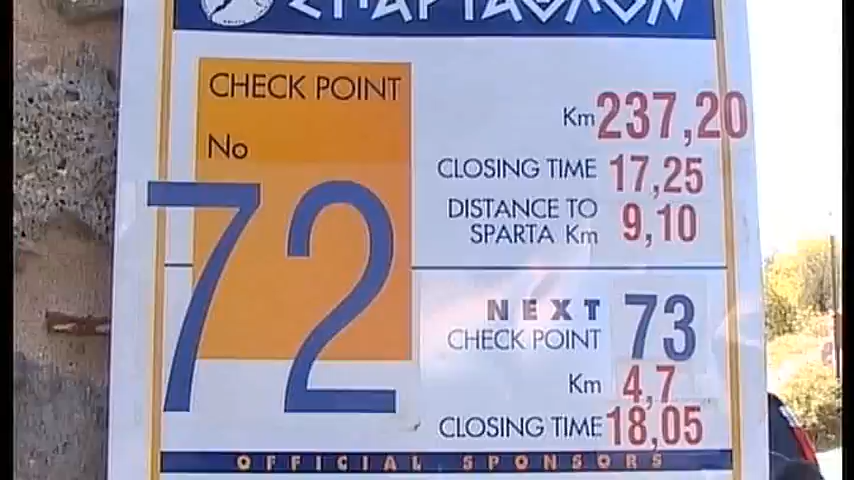 ΣΠΑΡΤΑΘΛΟΝ
CHECK POINT
No
72
Km 237,20
CLOSING TIME 17,25
DISTANCE TO
SPARTA Km 9,10
NEXT
CHECK POINT 73
Km 4,7
CLOSING TIME 18,05
OFFICIAL SPONSORS